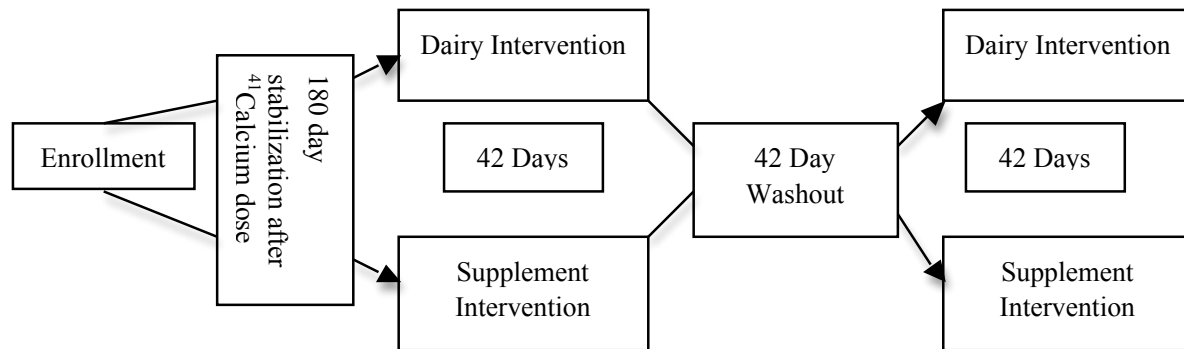 Enrollment
180 day
stabilization after
⁴¹Calcium dose
Dairy Intervention
42 Days
Supplement
Intervention
42 Day
Washout
Dairy Intervention
42 Days
Supplement
Intervention